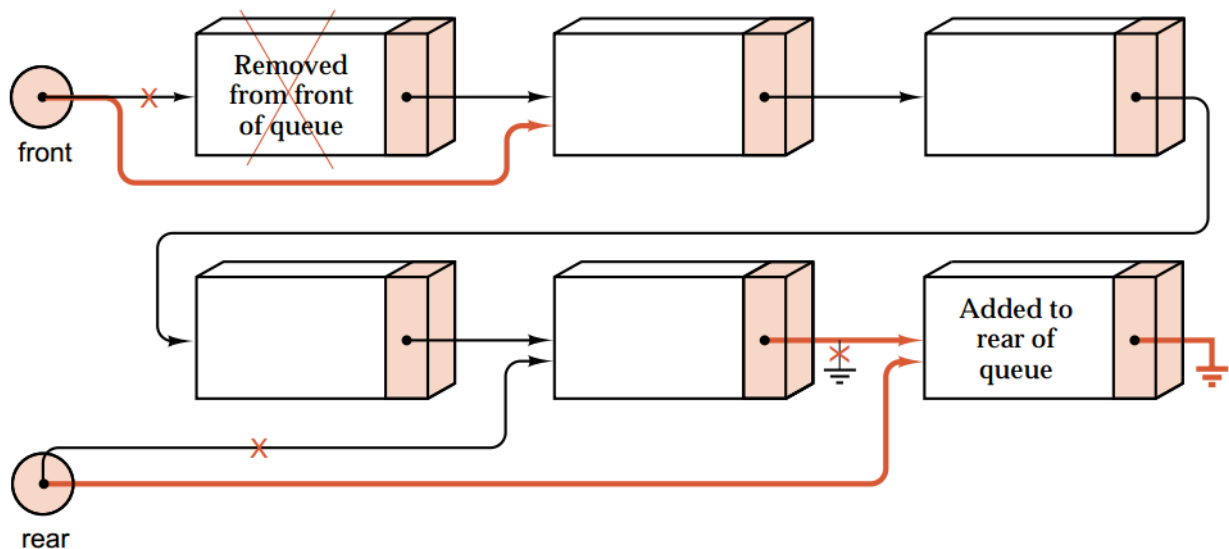 Removed
from front
of queue
front
Added to
rear of
queue
rear